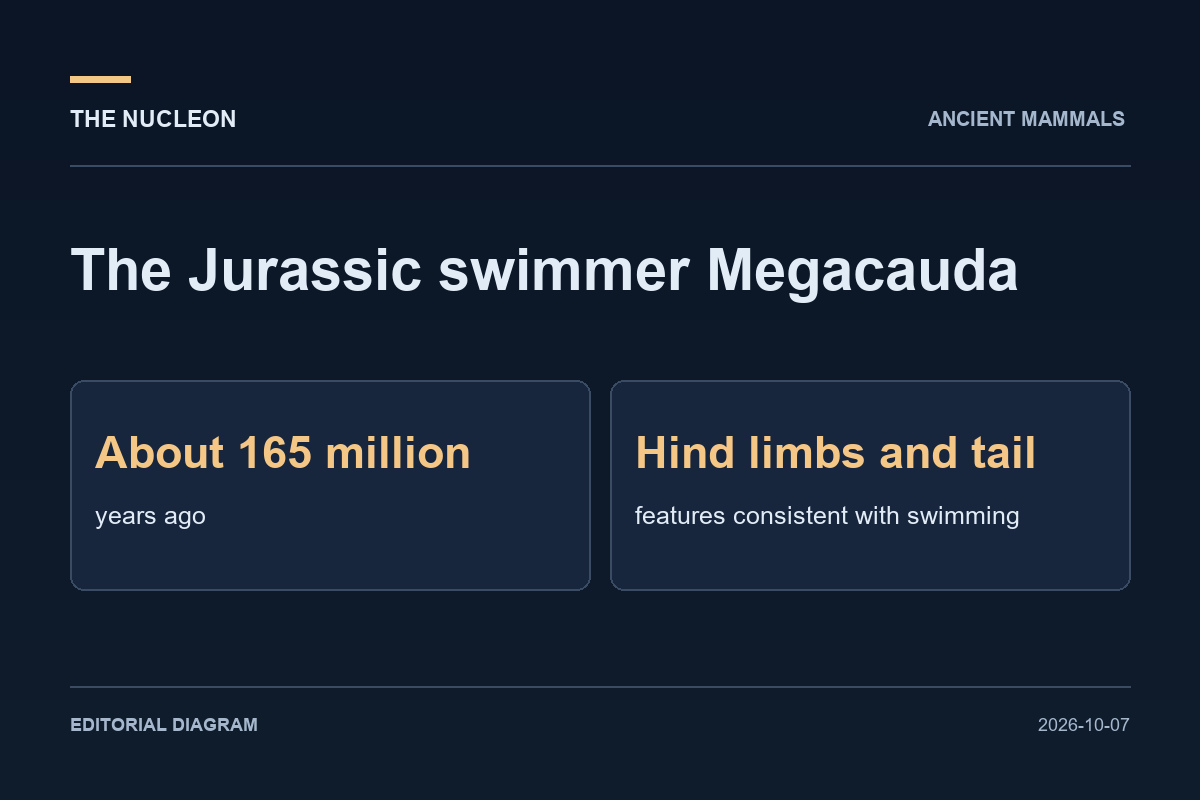 THE NUCLEON
ANCIENT MAMMALS
The Jurassic swimmer Megacauda
About 165 million
years ago
Hind limbs and tail
features consistent with swimming
EDITORIAL DIAGRAM
2026-10-07